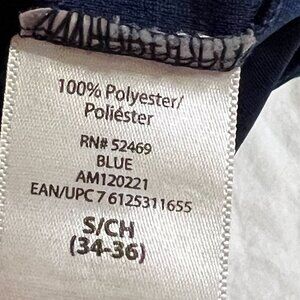 100% Polyester/
Poliéster
RN# 52469
BLUE
AM120221
EAN/UPC 7 6125311655
S/CH
(34-36)